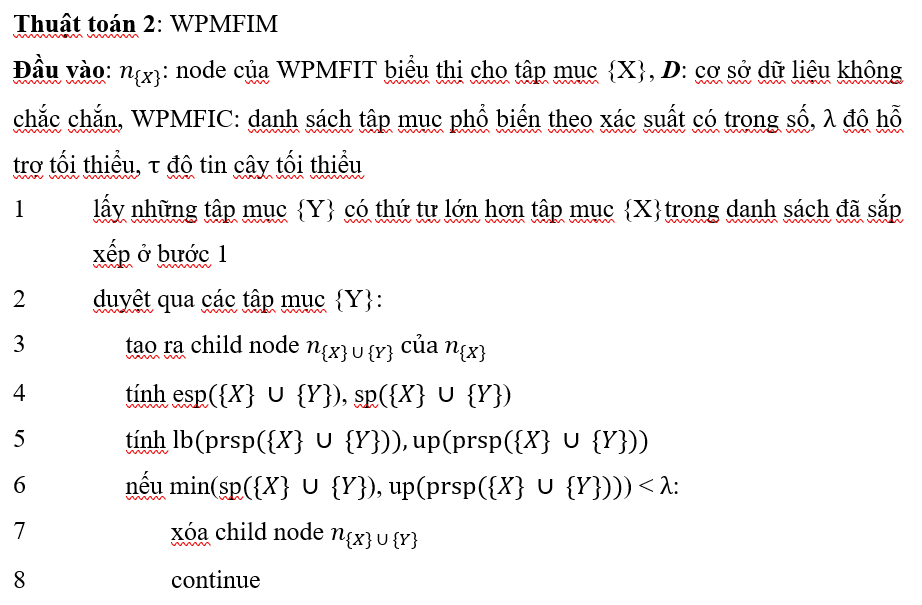 Thuật toán 2: WPMFIM
Đầu vào: n{X}: node của WPMFIT biểu thị cho tập mục {X}, D: cơ sở dữ liệu không
chắc chắn, WPMFIC: danh sách tập mục phổ biến theo xác suất có trọng số, λ độ hỗ
trợ tối thiểu, τ độ tin cậy tối thiểu
1 lấy những tập mục {Y} có thứ tự lớn hơn tập mục {X}trong danh sách đã sắp
xếp ở bước 1
2 duyệt qua các tập mục {Y}:
3 tạo ra child node n{X} ∪ {Y} của n{X}
4 tính esp({X} ∪ {Y}), sp({X} ∪ {Y})
5 tính lb(prsp({X} ∪ {Y})), up(prsp({X} ∪ {Y}))
6 nếu min(sp({X} ∪ {Y}), up(prsp({X} ∪ {Y}))) < λ:
7 xóa child node n{X} ∪ {Y}
8 continue